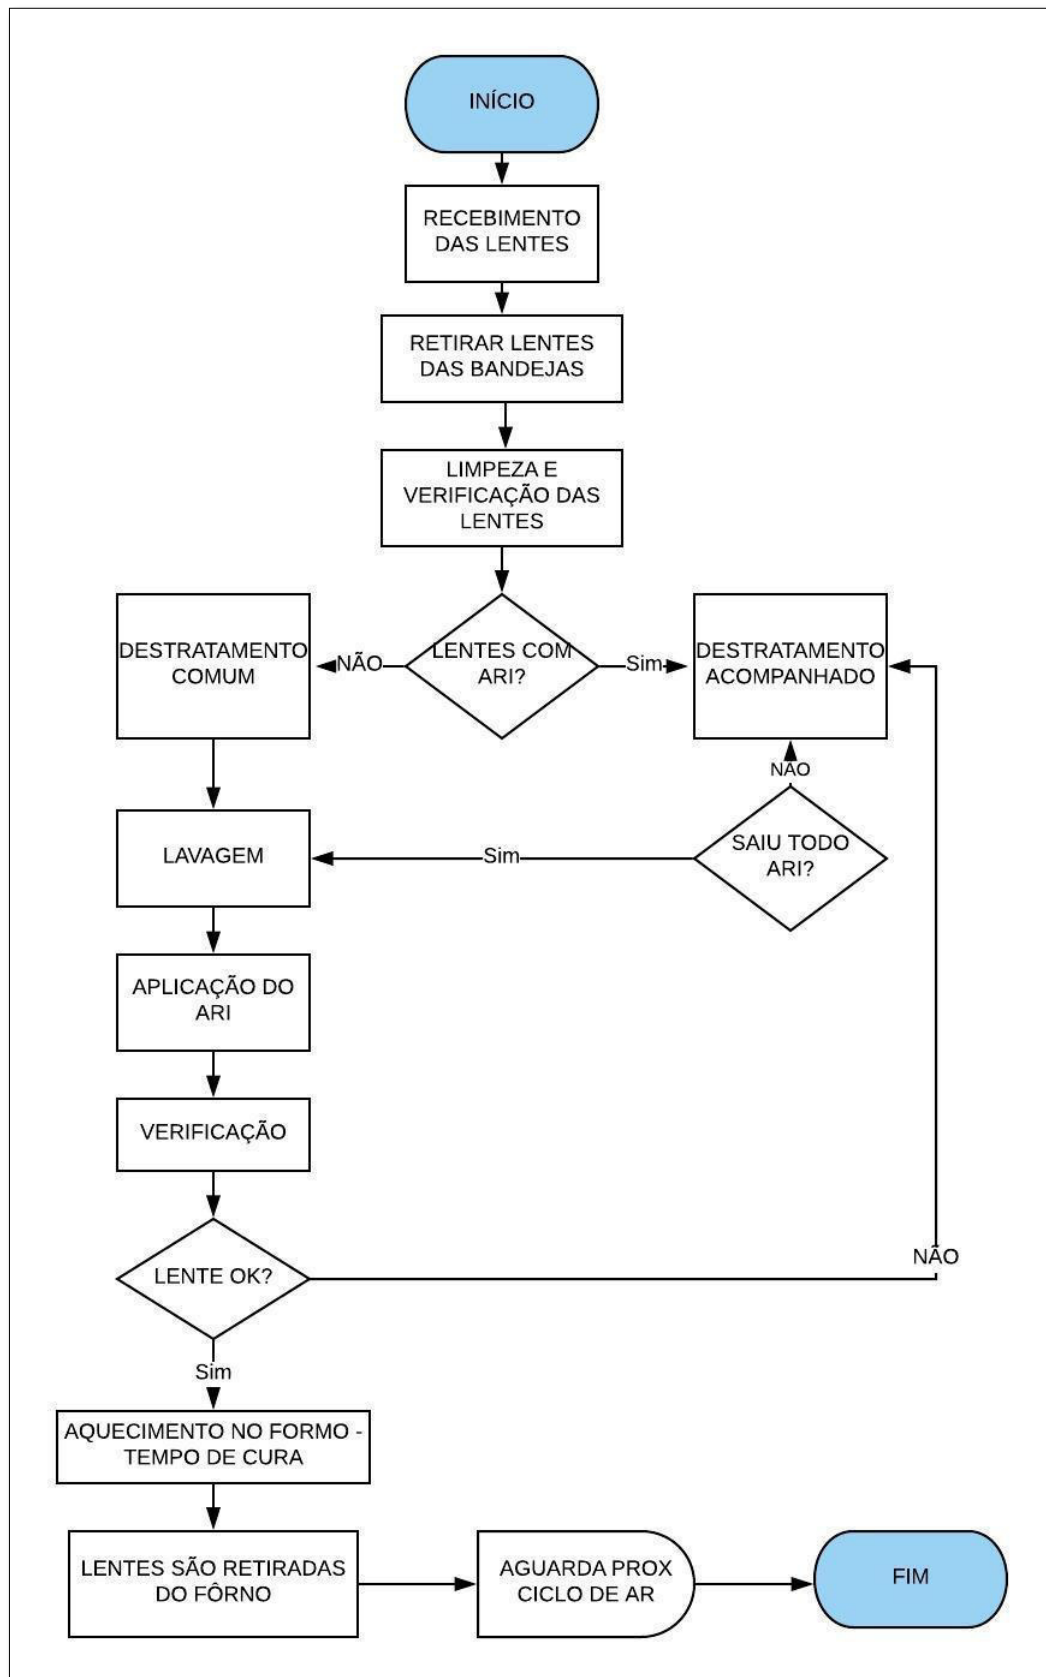 INÍCIO
RECEBIMENTO
DAS LENTES
RETIRAR LENTES
DAS BANDEJAS
LIMPEZA E
VERIFICAÇÃO DAS
LENTES
DESTRATAMENTO
COMUM
NÃO
LENTES COM
ARI?
Sim
DESTRATAMENTO
ACOMPANHADO
NÃO
LAVAGEM
Sim
SAIU TODO
ARI?
APLICAÇÃO DO
ARI
VERIFICAÇÃO
LENTE OK?
NÃO
Sim
AQUECIMENTO NO FORMO -
TEMPO DE CURA
LENTES SÃO RETIRADAS
DO FÔRNO
AGUARDA PROX
CICLO DE AR
FIM